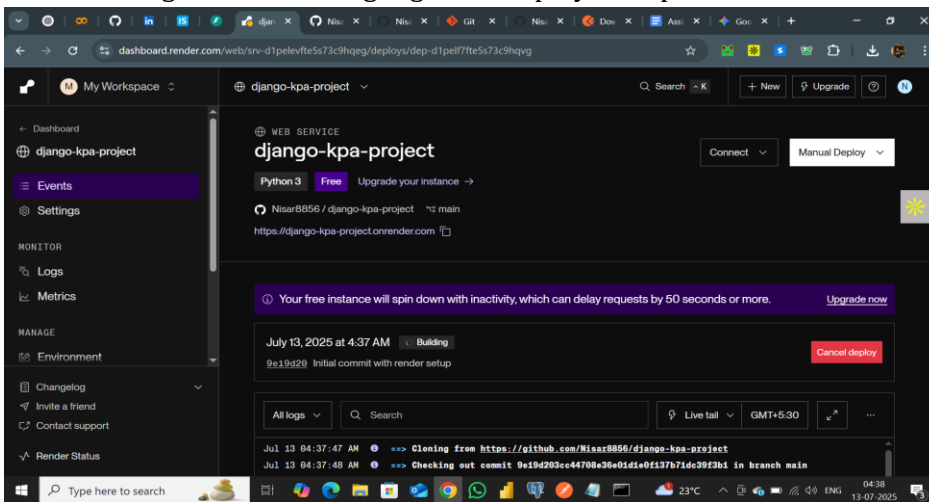 djan
Nisa
Nisa
Git
Nisa
Dov
Assi
Goo
dashboard.render.com/web/srv-d1pelevfte5s73c9hqeg/deploys/dep-d1pelf7fte5s73c9hqvg
M My Workspace
django-kpa-project
Search ^ K
+ New
Upgrade
N
← Dashboard
django-kpa-project
Events
Settings
MONITOR
Logs
Metrics
MANAGE
Environment
Changelog
Invite a friend
Contact support
Render Status
WEB SERVICE
django-kpa-project
Connect
Manual Deploy
Python 3 Free Upgrade your instance →
Nisar8856 / django-kpa-project main
https://django-kpa-project.onrender.com
Your free instance will spin down with inactivity, which can delay requests by 50 seconds or more. Upgrade now
July 13, 2025 at 4:37 AM Building
9e19d20 Initial commit with render setup
Cancel deploy
All logs
Search
Live tail
GMT+5:30
Jul 13 04:37:47 AM ==> Cloning from https://github.com/Nisar8856/django-kpa-project
Jul 13 04:37:48 AM ==> Checking out commit 9e19d203cc44708e36e01d1e0f137b71dc39f3b1 in branch main
Type here to search
23°C
ENG
04:38
13-07-2025